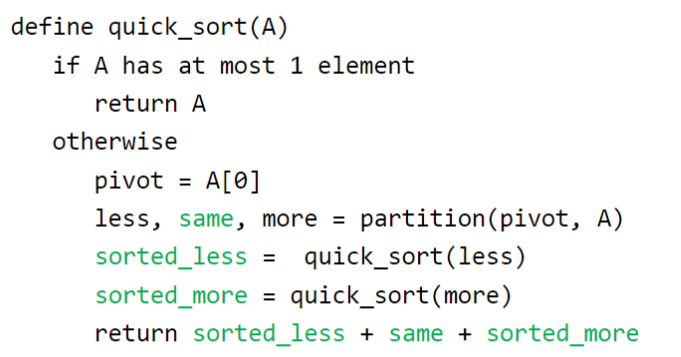 define quick_sort(A)
if A has at most 1 element
return A
otherwise
pivot = A[0]
less, same, more = partition(pivot, A)
sorted_less =  quick_sort(less)
sorted_more = quick_sort(more)
return sorted_less + same + sorted_more